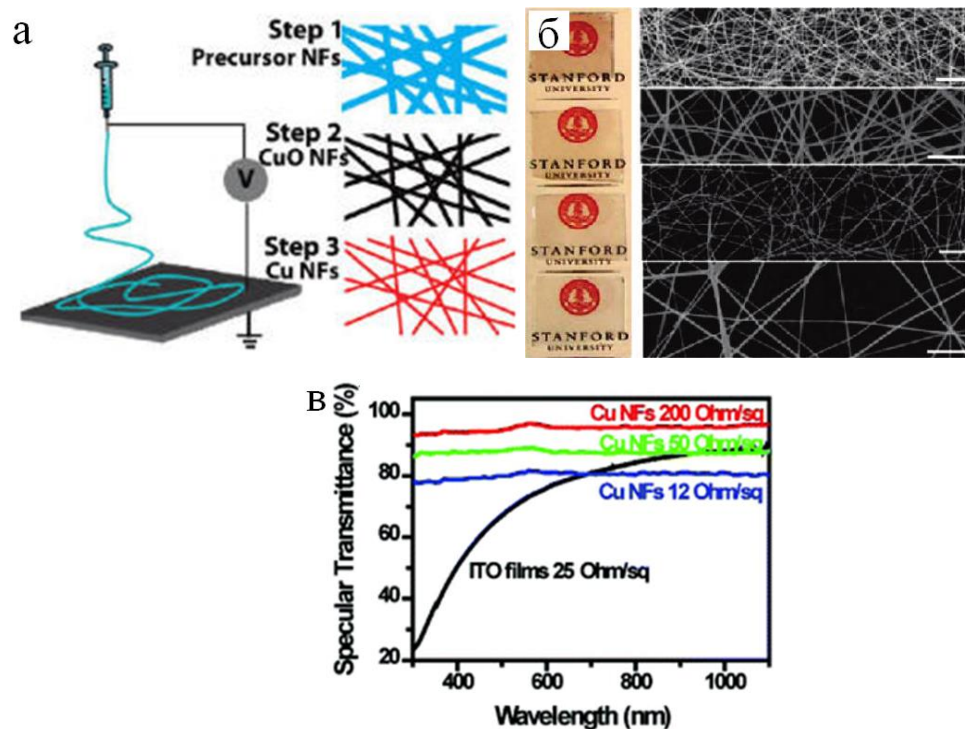 а
Step 1
Precursor NFs
Step 2
CuO NFs
V
Step 3
Cu NFs
б
STANFORD
UNIVERSITY
STANFORD
UNIVERSITY
STANFORD
UNIVERSITY
STANFORD
UNIVERSITY
в
Specular Transmittance (%)
100
80
60
40
20
Cu NFs 200 Ohm/sq
Cu NFs 50 Ohm/sq
Cu NFs 12 Ohm/sq
ITO films 25 Ohm/sq
400
600
800
1000
Wavelength (nm)